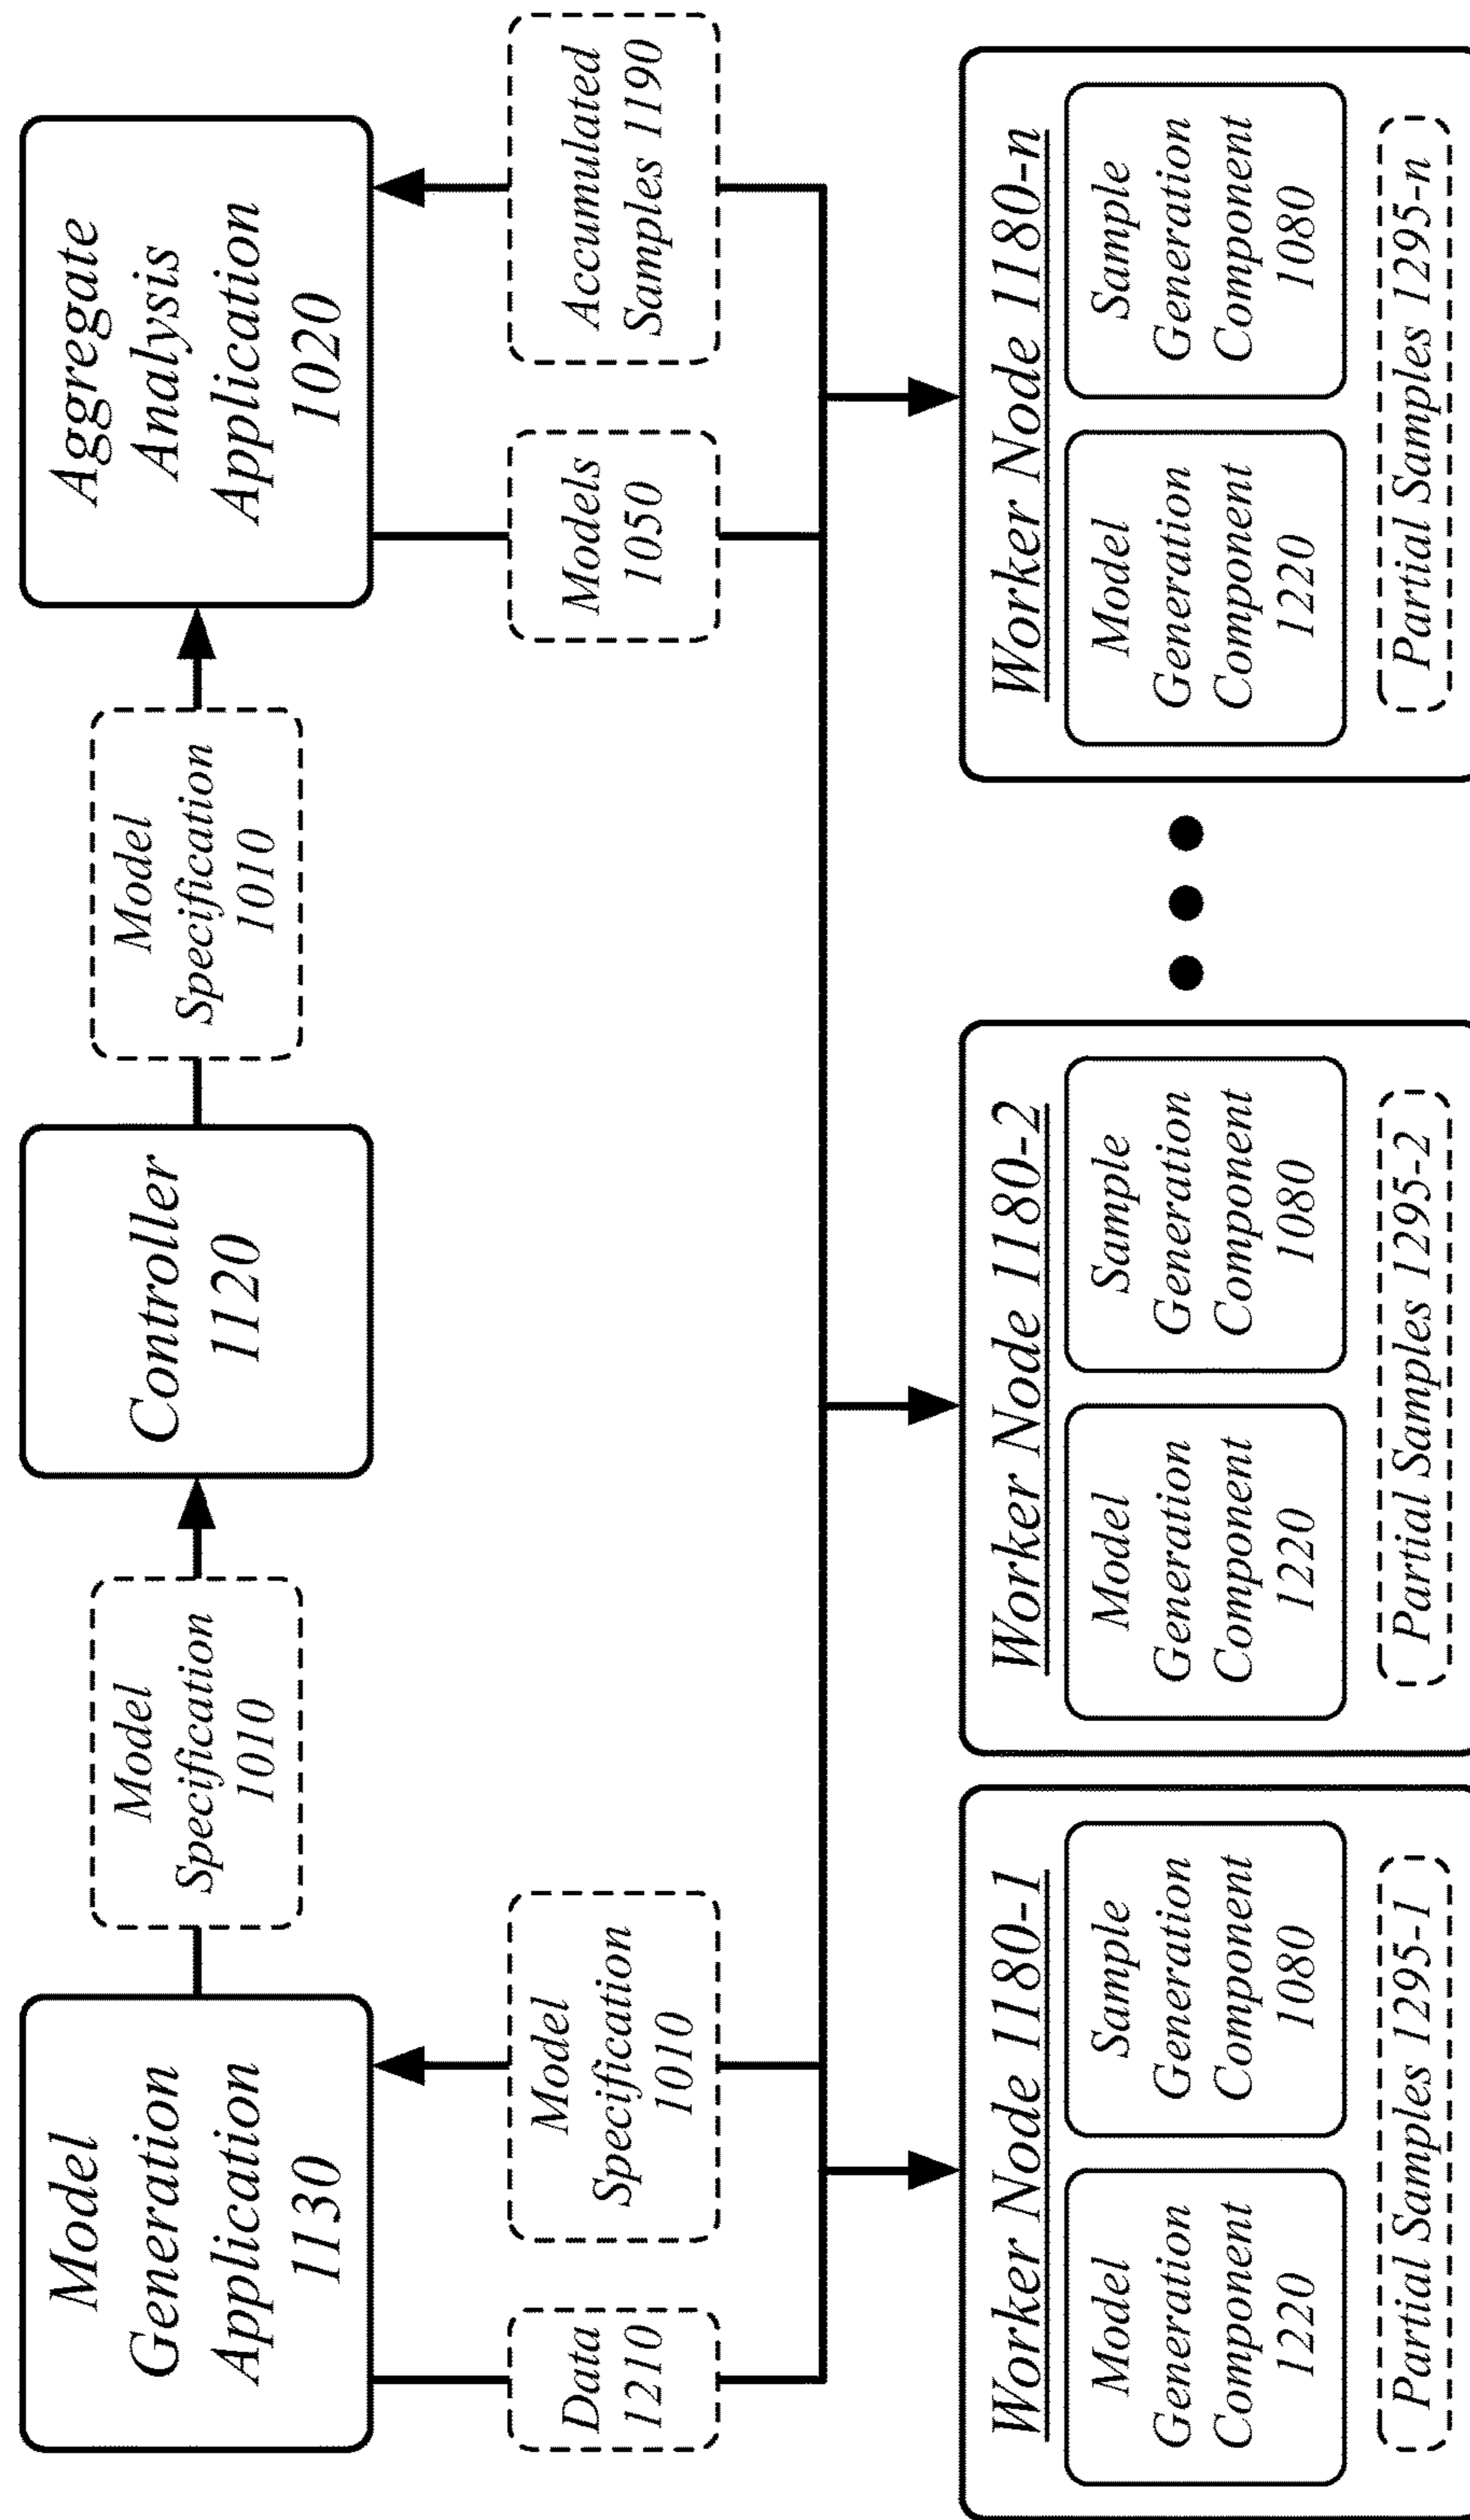 Model
Generation
Application
1130
Model
Specification
1010
Controller
1120
Model
Specification
1010
Aggregate
Analysis
Application
1020
Data
1210
Model
Specification
1010
Models
1050
Accumulated
Samples 1190
Worker Node 1180-1
Model
Generation
Component
1220
Sample
Generation
Component
1080
Partial Samples 1295-1
Worker Node 1180-2
Model
Generation
Component
1220
Sample
Generation
Component
1080
Partial Samples 1295-2
Worker Node 1180-n
Model
Generation
Component
1220
Sample
Generation
Component
1080
Partial Samples 1295-n